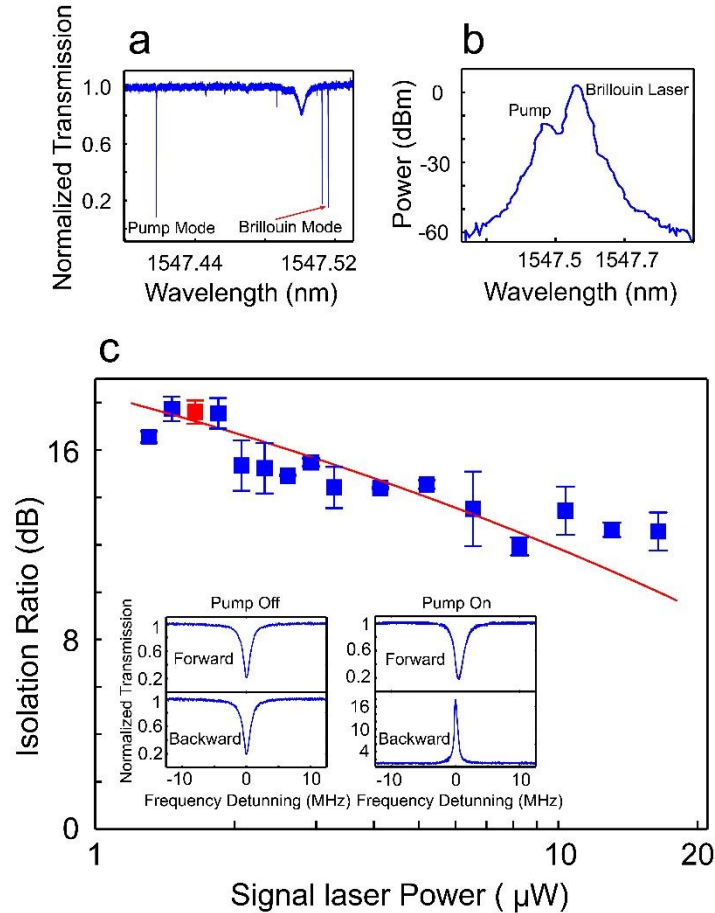 a
Normalized Transmission
1.0
0.6
0.2
Pump Mode
Brillouin Mode
1547.44
1547.52
Wavelength (nm)
b
Power (dBm)
0
-30
-60
Pump
Brillouin Laser
1547.5
1547.7
Wavelength (nm)
c
Isolation Ratio (dB)
16
8
0
Pump Off
Normalized Transmission
1
0.6
0.2
Forward
1
0.6
0.2
Backward
-10
0
10
Frequency Detunning (MHz)
Pump On
1
0.6
0.2
Forward
16
10
4
Backward
-10
0
10
Frequency Detunning (MHz)
1
2
10
20
Signal laser Power ( μW)